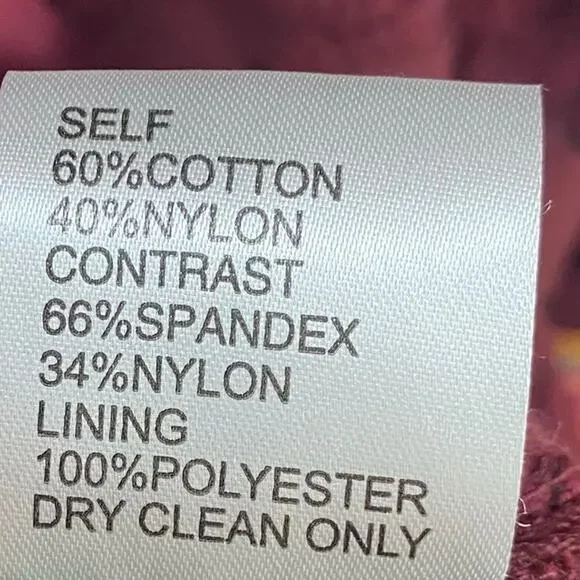 SELF
60%COTTON
40%NYLON
CONTRAST
66%SPANDEX
34%NYLON
LINING
100%POLYESTER
DRY CLEAN ONLY